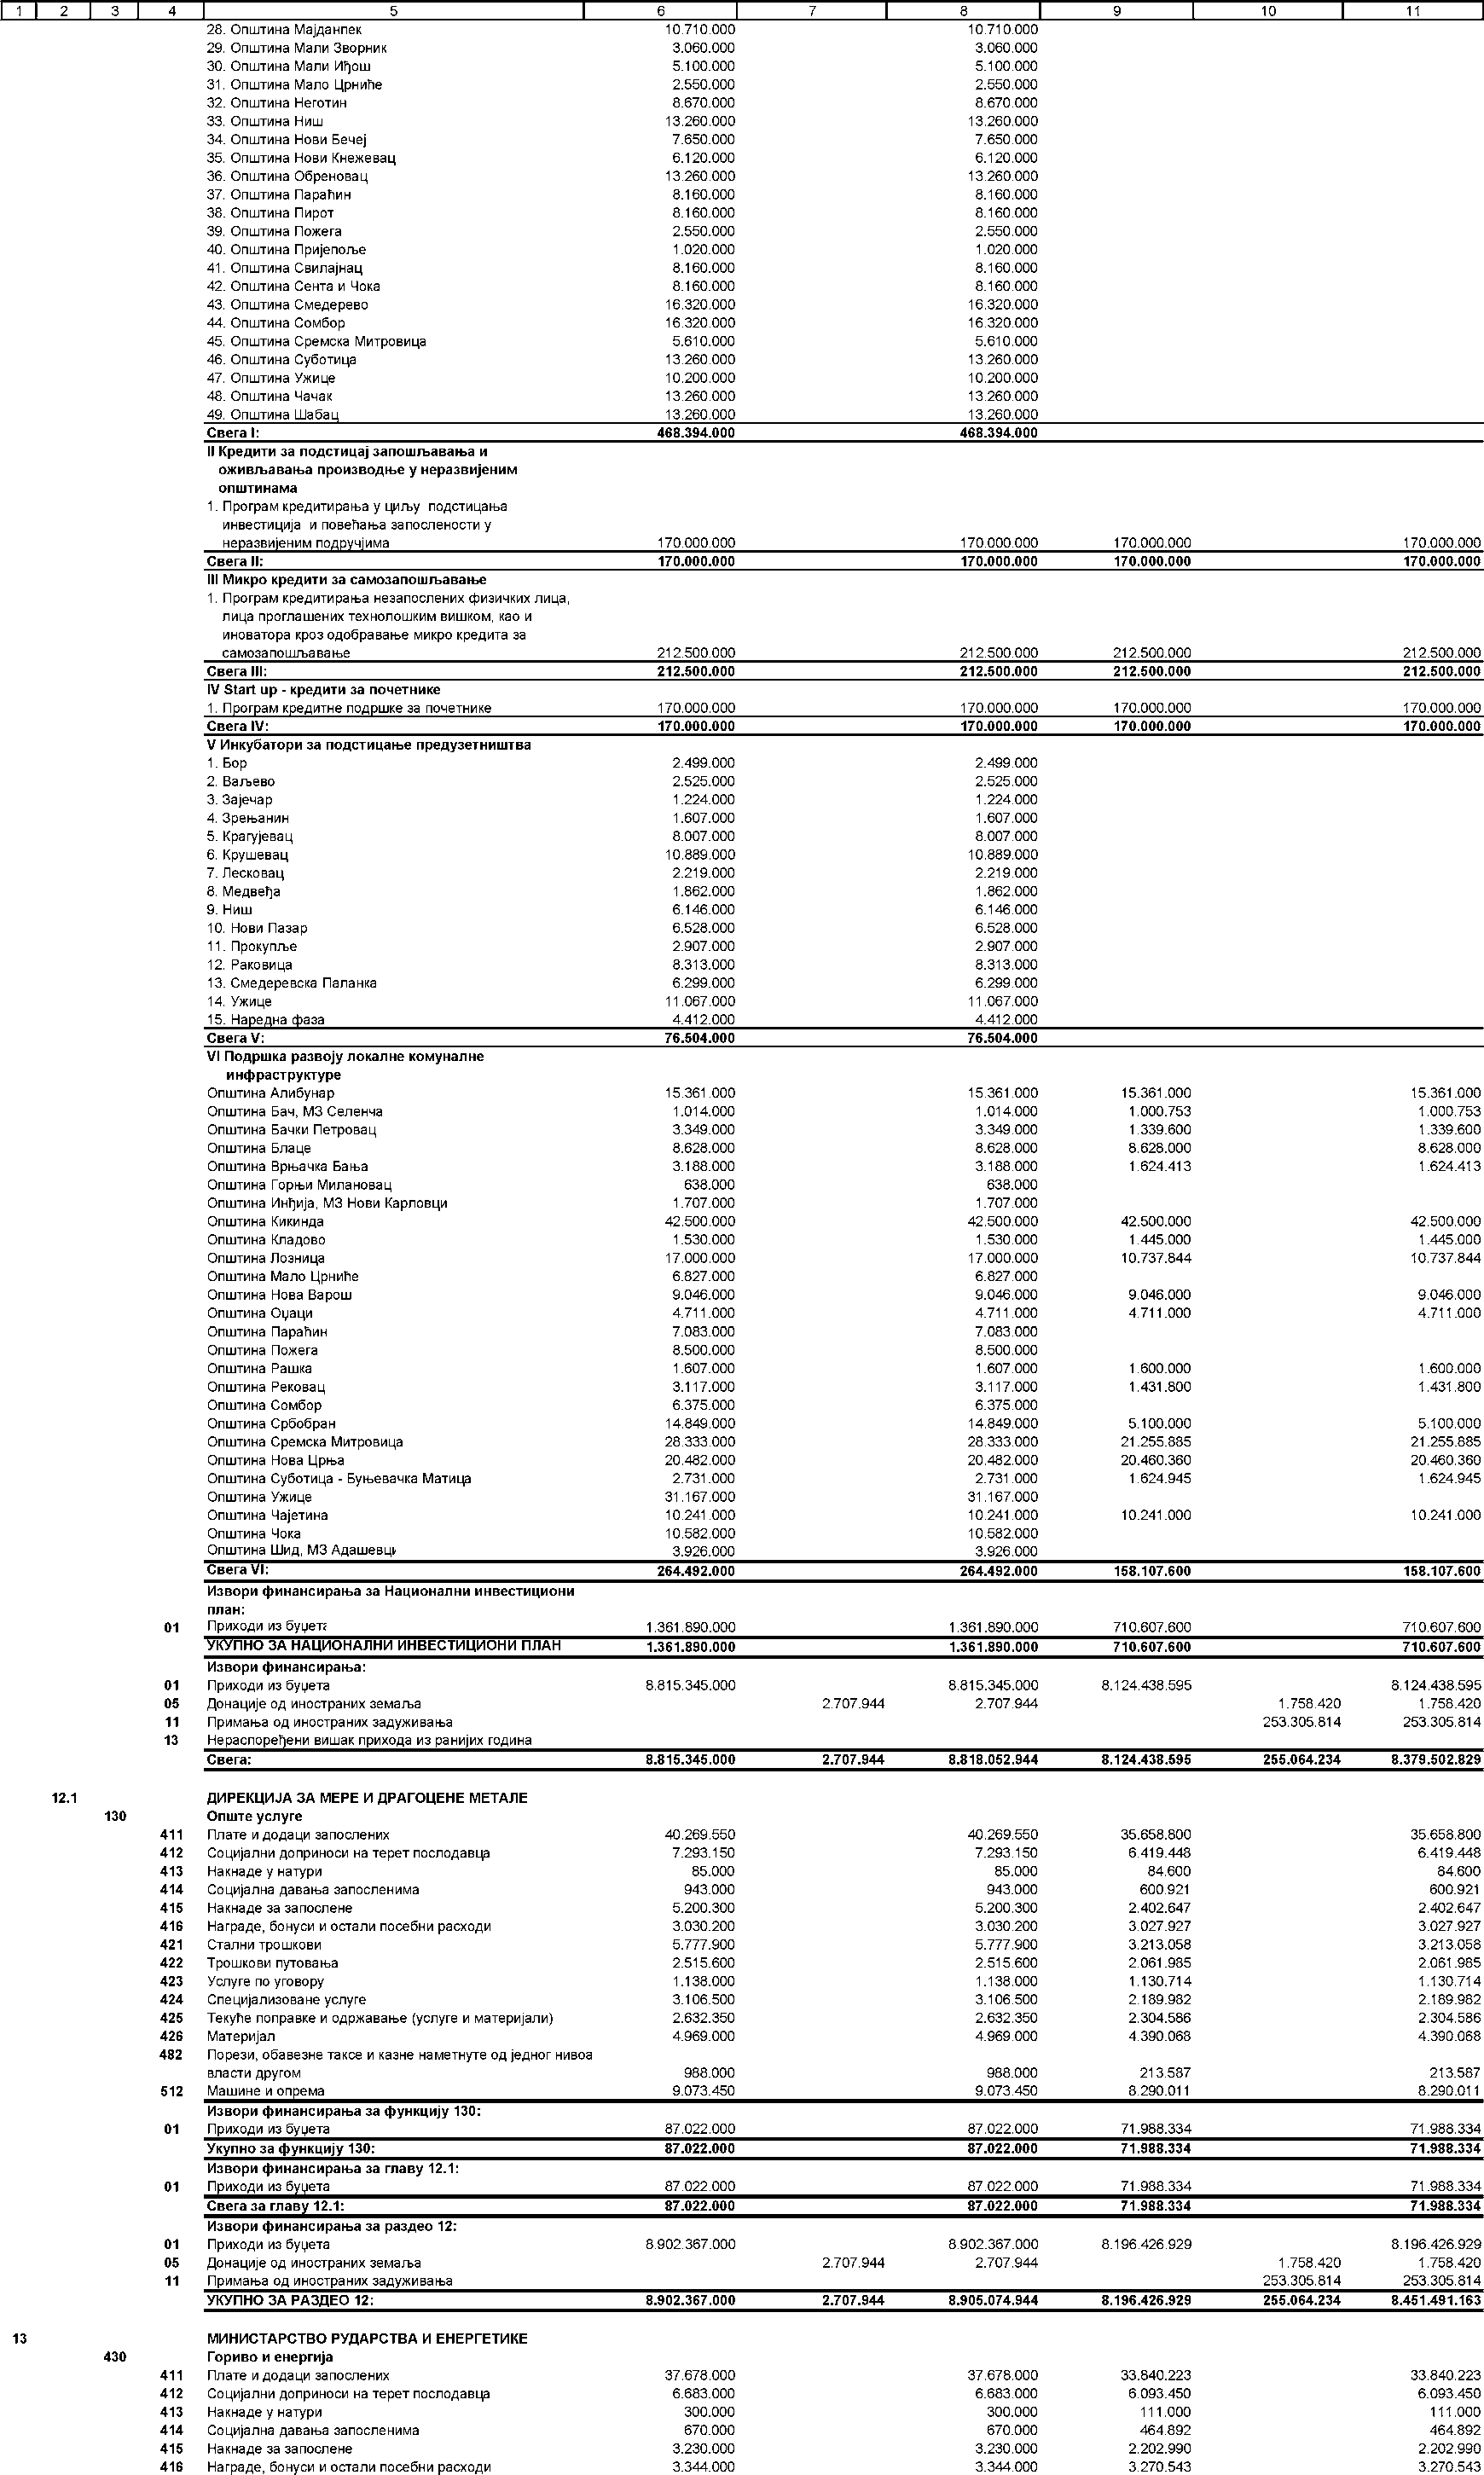 1 2 3 4 5 6 7 8 9 10 11
28. Општина Мајданпек 10.710.000 10.710.000
29. Општина Мали Зворник 3.060.000 3.060.000
30. Општина Мали Иђош 5.100.000 5.100.000
31. Општина Мало Црниће 2.550.000 2.550.000
32. Општина Неготин 8.670.000 8.670.000
33. Општина Ниш 13.260.000 13.260.000
34. Општина Нови Бечеј 7.650.000 7.650.000
35. Општина Нови Кнежевац 6.120.000 6.120.000
36. Општина Обреновац 13.260.000 13.260.000
37. Општина Параћин 8.160.000 8.160.000
38. Општина Пирот 8.160.000 8.160.000
39. Општина Пожега 2.550.000 2.550.000
40. Општина Пријепоље 1.020.000 1.020.000
41. Општина Свилајнац 8.160.000 8.160.000
42. Општина Сента и Чока 8.160.000 8.160.000
43. Општина Смедерево 16.320.000 16.320.000
44. Општина Сомбор 16.320.000 16.320.000
45. Општина Сремска Митровица 5.610.000 5.610.000
46. Општина Суботица 13.260.000 13.260.000
47. Општина Ужице 10.200.000 10.200.000
48. Општина Чачак 13.260.000 13.260.000
49. Општина Шабац 13.260.000 13.260.000
Свега I: 468.394.000 468.394.000
II Кредити за подстицај запошљавања и
оживљавања производње у неразвијеним
општинама
1. Програм кредитирања у циљу подстицања
инвестиција и повећања запослености у
неразвијеним подручјима 170.000.000 170.000.000 170.000.000 170.000.000
Свега II: 170.000.000 170.000.000 170.000.000 170.000.000
III Микро кредити за самозапошљавање
1. Програм кредитирања незапослених физичких лица,
лица проглашених технолошким вишком, као и
иноватора кроз одобравање микро кредита за
самозапошљавање 212.500.000 212.500.000 212.500.000 212.500.000
Свега III: 212.500.000 212.500.000 212.500.000 212.500.000
IV Start up - кредити за почетнике
1. Програм кредитне подршке за почетнике 170.000.000 170.000.000 170.000.000 170.000.000
Свега IV: 170.000.000 170.000.000 170.000.000 170.000.000
V Инкубатори за подстицање предузетништва
1. Бор 2.499.000 2.499.000
2. Ваљево 2.525.000 2.525.000
3. Зајечар 1.224.000 1.224.000
4. Зрењанин 1.607.000 1.607.000
5. Крагујевац 8.007.000 8.007.000
6. Крушевац 10.889.000 10.889.000
7. Лесковац 2.219.000 2.219.000
8. Медвеђа 1.862.000 1.862.000
9. Ниш 6.146.000 6.146.000
10. Нови Пазар 6.528.000 6.528.000
11. Прокупље 2.907.000 2.907.000
12. Раковица 8.313.000 8.313.000
13. Смедеревска Паланка 6.299.000 6.299.000
14. Ужице 11.067.000 11.067.000
15. Наредна фаза 4.412.000 4.412.000
Свега V: 76.504.000 76.504.000
VI Подршка развоју локалне комуналне
инфраструктуре
Општина Алибунар 15.361.000 15.361.000 15.361.000 15.361.000
Општина Бач, МЗ Селенча 1.014.000 1.014.000 1.000.753 1.000.753
Општина Бачки Петровац 3.349.000 3.349.000 1.339.600 1.339.600
Општина Блаце 8.628.000 8.628.000 8.628.000 8.628.000
Општина Врњачка Бања 3.188.000 3.188.000 1.624.413 1.624.413
Општина Горњи Милановац 638.000 638.000
Општина Инђија, МЗ Нови Карловци 1.707.000 1.707.000
Општина Кикинда 42.500.000 42.500.000 42.500.000 42.500.000
Општина Кладово 1.530.000 1.530.000 1.445.000 1.445.000
Општина Лозница 17.000.000 17.000.000 10.737.844 10.737.844
Општина Мало Црниће 6.827.000 6.827.000
Општина Нова Варош 9.046.000 9.046.000 9.046.000 9.046.000
Општина Оџаци 4.711.000 4.711.000 4.711.000 4.711.000
Општина Параћин 7.083.000 7.083.000
Општина Пожега 8.500.000 8.500.000
Општина Рашка 1.607.000 1.607.000 1.600.000 1.600.000
Општина Рековац 3.117.000 3.117.000 1.431.800 1.431.800
Општина Сомбор 6.375.000 6.375.000
Општина Србобран 14.849.000 14.849.000 5.100.000 5.100.000
Општина Сремска Митровица 28.333.000 28.333.000 21.255.885 21.255.885
Општина Нова Црња 20.482.000 20.482.000 20.460.360 20.460.360
Општина Суботица - Буњевачка Матица 2.731.000 2.731.000 1.624.945 1.624.945
Општина Ужице 31.167.000 31.167.000
Општина Чајетина 10.241.000 10.241.000 10.241.000 10.241.000
Општина Чока 10.582.000 10.582.000
Општина Шид, МЗ Адашевци 3.926.000 3.926.000
Свега VI: 264.492.000 264.492.000 158.107.600 158.107.600
Извори финансирања за Национални инвестициони
план:
01 Приходи из буџета 1.361.890.000 1.361.890.000 710.607.600 710.607.600
УКУПНО ЗА НАЦИОНАЛНИ ИНВЕСТИЦИОНИ ПЛАН 1.361.890.000 1.361.890.000 710.607.600 710.607.600
Извори финансирања:
01 Приходи из буџета 8.815.345.000 8.815.345.000 8.124.438.595 8.124.438.595
05 Донације од иностраних земаља 2.707.944 2.707.944 1.758.420 1.758.420
11 Примања од иностраних задуживања 253.305.814 253.305.814
13 Нераспоређени вишак прихода из ранијих година
Свега: 8.815.345.000 2.707.944 8.818.052.944 8.124.438.595 255.064.234 8.379.502.829
12.1 ДИРЕКЦИЈА ЗА МЕРЕ И ДРАГОЦЕНЕ МЕТАЛЕ
130 Опште услуге
411 Плате и додаци запослених 40.269.550 40.269.550 35.658.800 35.658.800
412 Социјални доприноси на терет послодавца 7.293.150 7.293.150 6.419.448 6.419.448
413 Накнаде у натури 85.000 85.000 84.600 84.600
414 Социјална давања запосленима 943.000 943.000 600.921 600.921
415 Накнаде за запослене 5.200.300 5.200.300 2.402.647 2.402.647
416 Награде, бонуси и остали посебни расходи 3.030.200 3.030.200 3.027.927 3.027.927
421 Стални трошкови 5.777.900 5.777.900 3.213.058 3.213.058
422 Трошкови путовања 2.515.600 2.515.600 2.061.985 2.061.985
423 Услуге по уговору 1.138.000 1.138.000 1.130.714 1.130.714
424 Специјализоване услуге 3.106.500 3.106.500 2.189.982 2.189.982
425 Текуће поправке и одржавање (услуге и материјали) 2.632.350 2.632.350 2.304.586 2.304.586
426 Материјал 4.969.000 4.969.000 4.390.068 4.390.068
482 Порези, обавезне таксе и казне наметнуте од једног нивоа
власти другом 988.000 988.000 213.587 213.587
512 Машине и опрема 9.073.450 9.073.450 8.290.011 8.290.011
Извори финансирања за функцију 130:
01 Приходи из буџета 87.022.000 87.022.000 71.988.334 71.988.334
Укупно за функцију 130: 87.022.000 87.022.000 71.988.334 71.988.334
Извори финансирања за главу 12.1:
01 Приходи из буџета 87.022.000 87.022.000 71.988.334 71.988.334
Свега за главу 12.1: 87.022.000 87.022.000 71.988.334 71.988.334
Извори финансирања за раздео 12:
01 Приходи из буџета 8.902.367.000 8.902.367.000 8.196.426.929 8.196.426.929
05 Донације од иностраних земаља 2.707.944 2.707.944 1.758.420 1.758.420
11 Примања од иностраних задуживања 253.305.814 253.305.814
УКУПНО ЗА РАЗДЕО 12: 8.902.367.000 2.707.944 8.905.074.944 8.196.426.929 255.064.234 8.451.491.163
13 МИНИСТАРСТВО РУДАРСТВА И ЕНЕРГЕТИКЕ
430 Гориво и енергија
411 Плате и додаци запослених 37.678.000 37.678.000 33.840.223 33.840.223
412 Социјални доприноси на терет послодавца 6.683.000 6.683.000 6.093.450 6.093.450
413 Накнаде у натури 300.000 300.000 111.000 111.000
414 Социјална давања запосленима 670.000 670.000 464.892 464.892
415 Накнаде за запослене 3.230.000 3.230.000 2.202.990 2.202.990
416 Награде, бонуси и остали посебни расходи 3.344.000 3.344.000 3.270.543 3.270.543